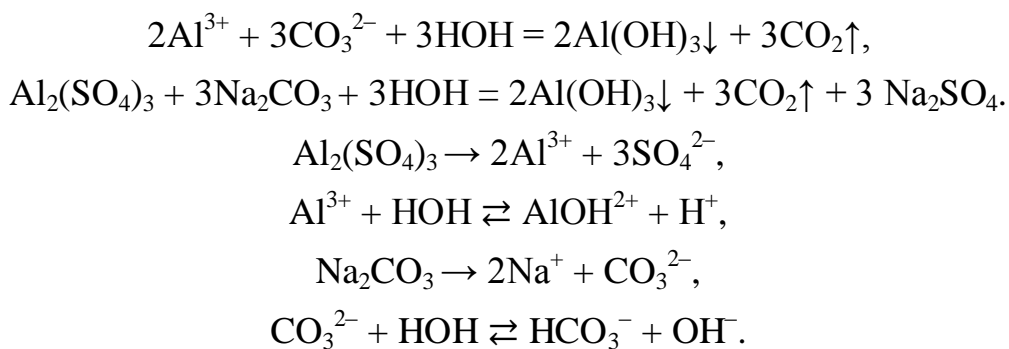 2Al³⁺ + 3CO₃²⁻ + 3HOH = 2Al(OH)₃↓ + 3CO₂↑,
Al₂(SO₄)₃ + 3Na₂CO₃ + 3HOH = 2Al(OH)₃↓ + 3CO₂↑ + 3 Na₂SO₄.
Al₂(SO₄)₃ → 2Al³⁺ + 3SO₄²⁻,
Al³⁺ + HOH ⇄ AlOH²⁺ + H⁺,
Na₂CO₃ → 2Na⁺ + CO₃²⁻,
CO₃²⁻ + HOH ⇄ HCO₃⁻ + OH⁻.